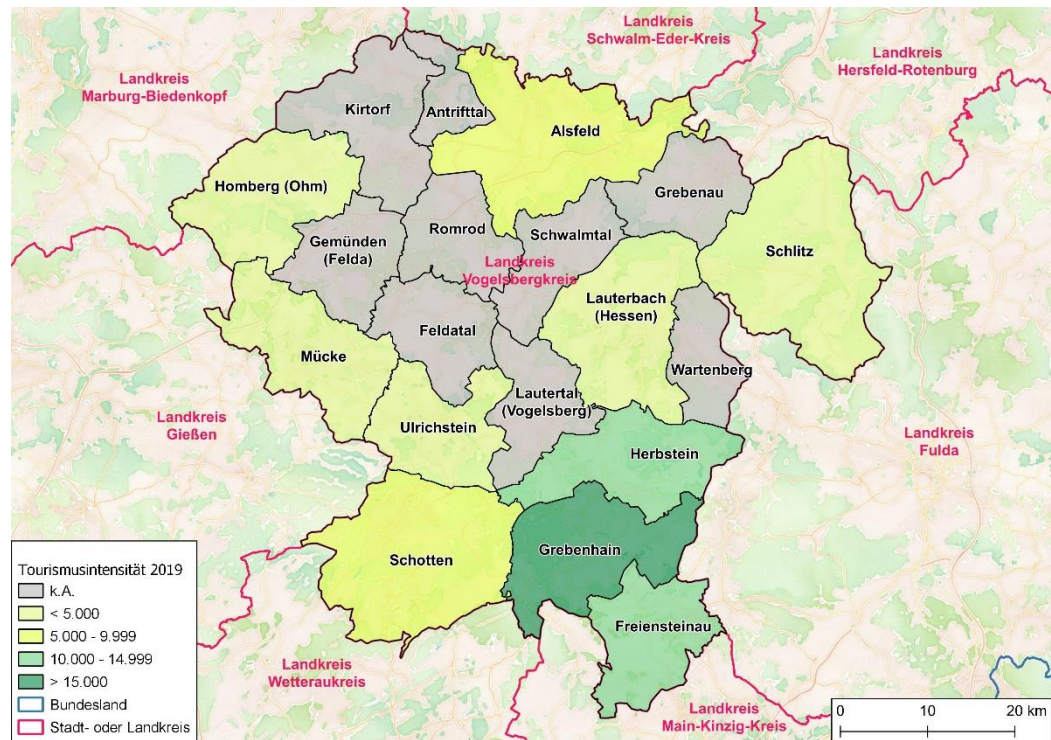 Landkreis
Schwalm-Eder-Kreis
Landkreis
Hersfeld-Rotenburg
Landkreis
Marburg-Biedenkopf
Kirtorf
Antrifttal
Alsfeld
Homberg (Ohm)
Grebenau
Gemünden
(Felda)
Romrod
Schwalmtal
Schlitz
Landkreis
Vogelsbergkreis
Lauterbach
(Hessen)
Feldatal
Mücke
Wartenberg
Lautertal
(Vogelsberg)
Landkreis
Gießen
Ulrichstein
Landkreis
Fulda
Herbstein
Grebenhain
Schotten
Freiensteinau
Landkreis
Wetteraukreis
Landkreis
Main-Kinzig-Kreis
Tourismusintensität 2019
k.A.
< 5.000
5.000 - 9.999
10.000 - 14.999
> 15.000
Bundesland
Stadt- oder Landkreis
0 10 20 km